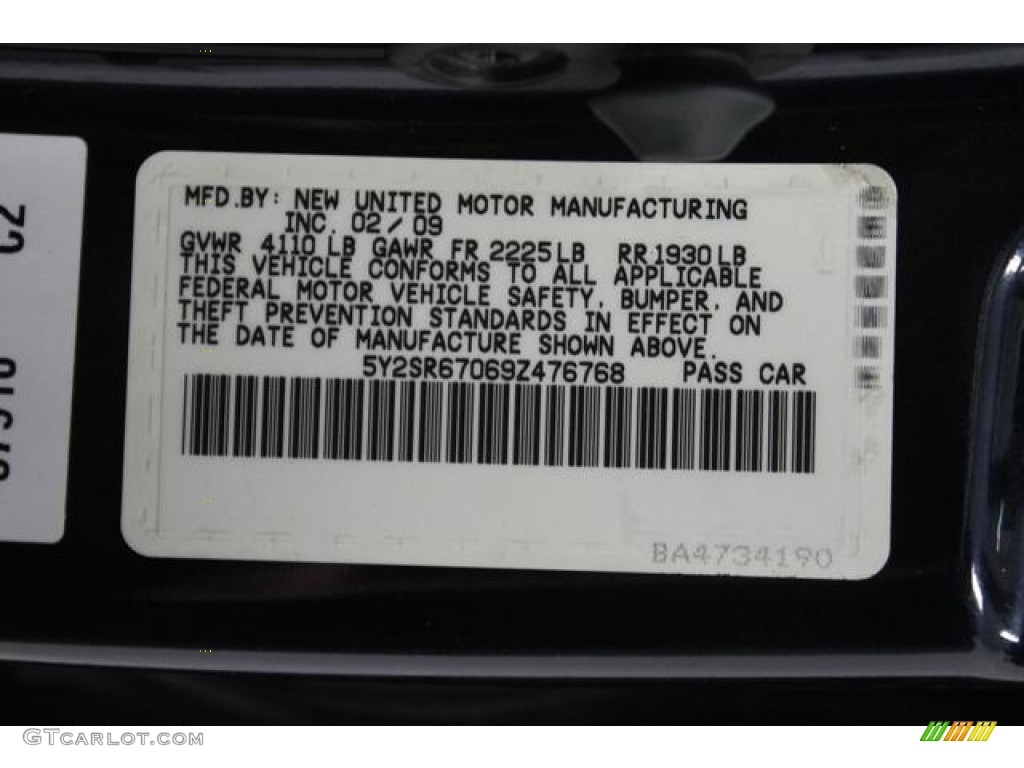 C2
MFD.BY: NEW UNITED MOTOR MANUFACTURING
INC. 02/09
GVWR 4110 LB GAWR FR 2225 LB RR 1930 LB
THIS VEHICLE CONFORMS TO ALL APPLICABLE
FEDERAL MOTOR VEHICLE SAFETY, BUMPER, AND
THEFT PREVENTION STANDARDS IN EFFECT ON
THE DATE OF MANUFACTURE SHOWN ABOVE.
5Y2SR67069Z476768 PASS CAR
BA4734190
GTCARLOT.COM